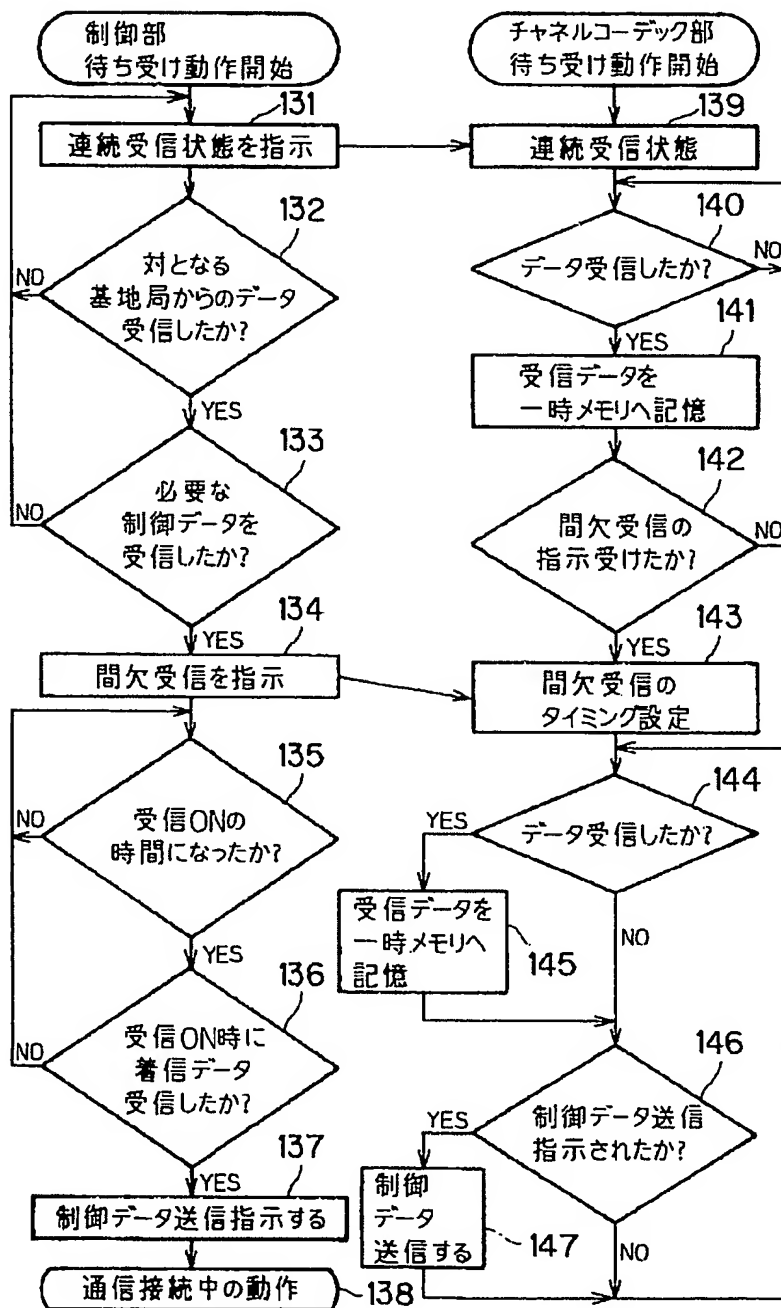 制御部
待ち受け動作開始
131
連続受信状態を指示
132
対となる
基地局からのデータ
受信したか?
NO
YES
133
必要な
制御データを
受信したか?
NO
YES
134
間欠受信を指示
135
受信ONの
時間になったか?
NO
YES
136
受信ON時に
着信データ
受信したか?
NO
YES
137
制御データ送信指示する
通信接続中の動作
138
チャネルコーデック部
待ち受け動作開始
139
連続受信状態
140
データ受信したか?
NO
YES
141
受信データを
一時メモリへ記憶
142
間欠受信の
指示受けたか?
NO
YES
143
間欠受信の
タイミング設定
144
データ受信したか?
YES
NO
受信データを
一時メモリへ
記憶
145
146
制御データ送信
指示されたか?
YES
NO
制御
データ
送信する
147